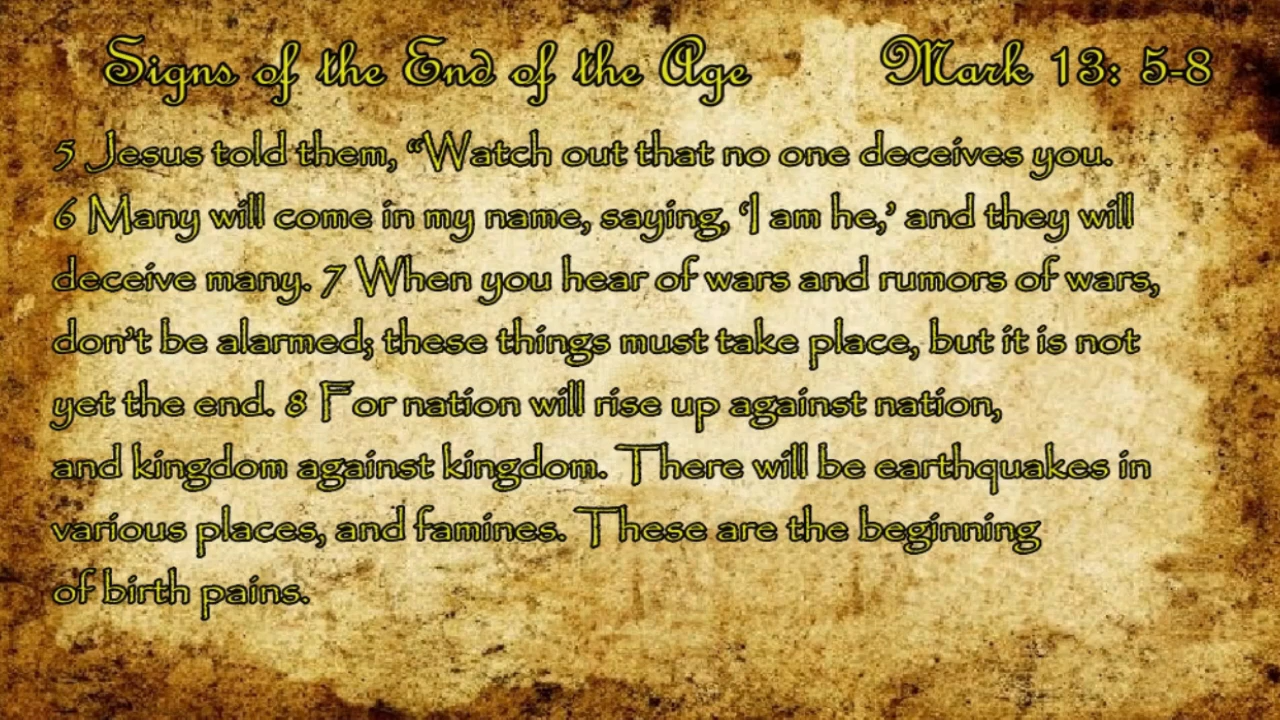 Signs of the End of the Age Mark 13: 5-8
5 Jesus told them, “Watch out that no one deceives you.
6 Many will come in my name, saying, ‘I am he,’ and they will
deceive many. 7 When you hear of wars and rumors of wars,
don’t be alarmed; these things must take place, but it is not
yet the end. 8 For nation will rise up against nation,
and kingdom against kingdom. There will be earthquakes in
various places, and famines. These are the beginning
of birth pains.